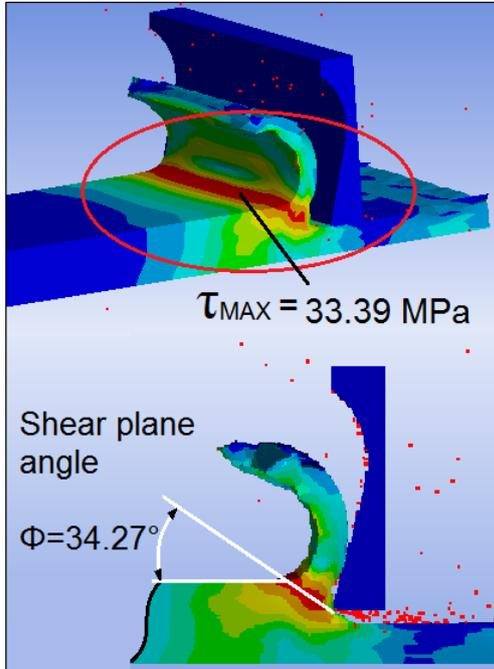 τMAX = 33.39 MPa
Shear plane
angle
Φ=34.27°